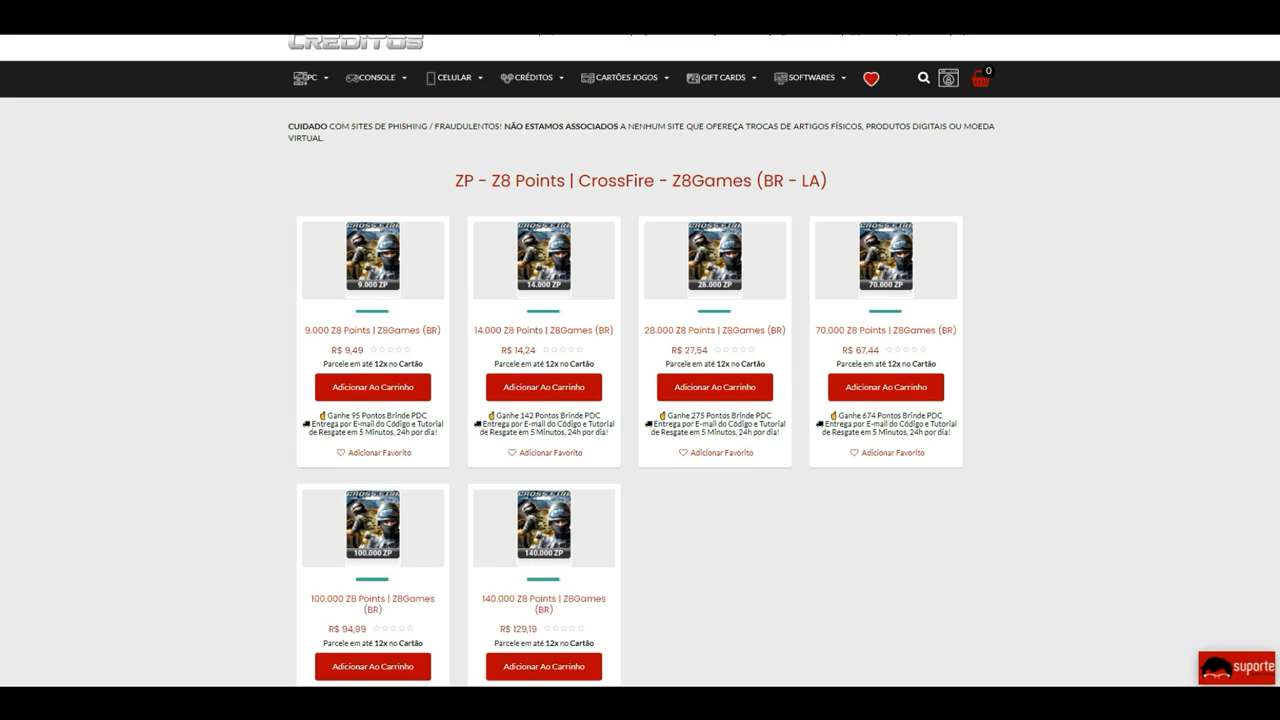 CRÉDITOS
PC
CONSOLE
CELULAR
CRÉDITOS
CARTÕES JOGOS
GIFT CARDS
SOFTWARES
0
CUIDADO COM SITES DE PHISHING / FRAUDULENTOS! NÃO ESTAMOS ASSOCIADOS A NENHUM SITE QUE OFEREÇA TROCAS DE ARTIGOS FÍSICOS, PRODUTOS DIGITAIS OU MOEDA
VIRTUAL.
ZP - Z8 Points | CrossFire - Z8Games (BR - LA)
CROSS FIRE
9.000 ZP
9.000 Z8 Points | Z8Games (BR)
R$ 9,49
Parcele em até 12x no Cartão
Adicionar Ao Carrinho
Ganhe 95 Pontos Brinde PDC
Entrega por E-mail do Código e Tutorial
de Resgate em 5 Minutos, 24h por dia!
Adicionar Favorito
CROSS FIRE
14.000 ZP
14.000 Z8 Points | Z8Games (BR)
R$ 14,24
Parcele em até 12x no Cartão
Adicionar Ao Carrinho
Ganhe 142 Pontos Brinde PDC
Entrega por E-mail do Código e Tutorial
de Resgate em 5 Minutos, 24h por dia!
Adicionar Favorito
CROSS FIRE
28.000 ZP
28.000 Z8 Points | Z8Games (BR)
R$ 27,54
Parcele em até 12x no Cartão
Adicionar Ao Carrinho
Ganhe 275 Pontos Brinde PDC
Entrega por E-mail do Código e Tutorial
de Resgate em 5 Minutos, 24h por dia!
Adicionar Favorito
CROSS FIRE
70.000 ZP
70.000 Z8 Points | Z8Games (BR)
R$ 67,44
Parcele em até 12x no Cartão
Adicionar Ao Carrinho
Ganhe 674 Pontos Brinde PDC
Entrega por E-mail do Código e Tutorial
de Resgate em 5 Minutos, 24h por dia!
Adicionar Favorito
CROSS FIRE
100.000 ZP
100.000 Z8 Points | Z8Games
(BR)
R$ 94,99
Parcele em até 12x no Cartão
Adicionar Ao Carrinho
CROSS FIRE
140.000 ZP
140.000 Z8 Points | Z8Games
(BR)
R$ 129,19
Parcele em até 12x no Cartão
Adicionar Ao Carrinho
suporte